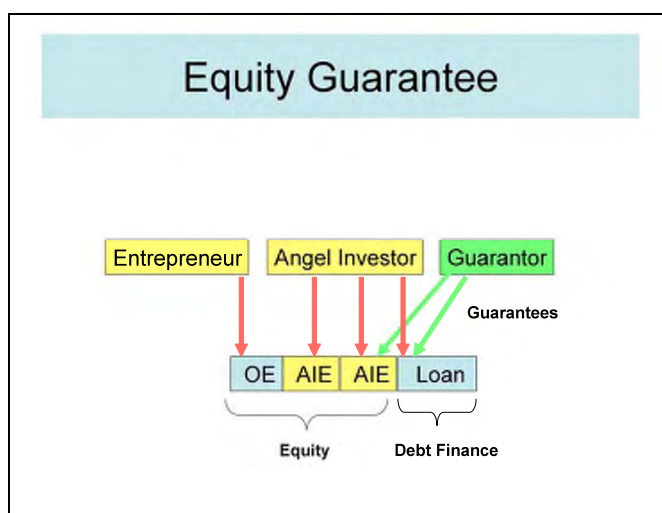 Equity Guarantee
Entrepreneur
Angel Investor
Guarantor
Guarantees
OE
AIE
AIE
Loan
Equity
Debt Finance